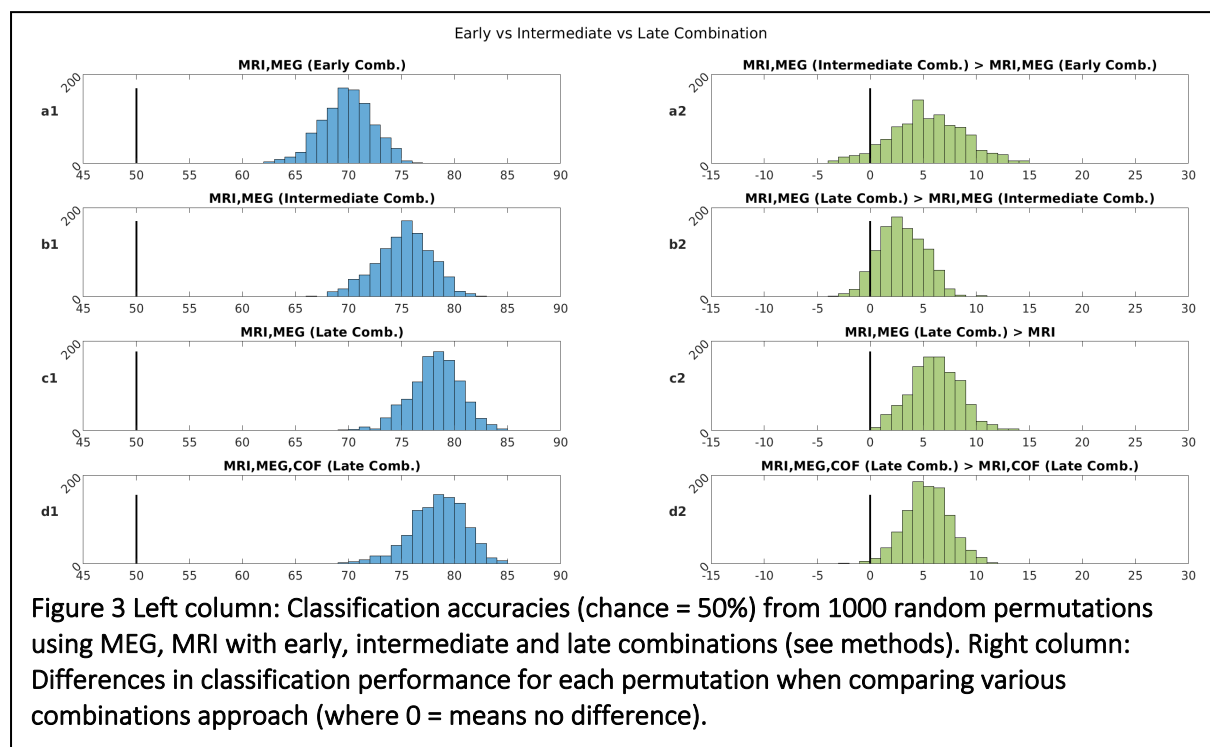 Early vs Intermediate vs Late Combination
MRI,MEG (Early Comb.)
a1
200
0
45 50 55 60 65 70 75 80 85 90
MRI,MEG (Intermediate Comb.) > MRI,MEG (Early Comb.)
a2
200
0
-15 -10 -5 0 5 10 15 20 25 30
MRI,MEG (Intermediate Comb.)
b1
200
0
45 50 55 60 65 70 75 80 85 90
MRI,MEG (Late Comb.) > MRI,MEG (Intermediate Comb.)
b2
200
0
-15 -10 -5 0 5 10 15 20 25 30
MRI,MEG (Late Comb.)
c1
200
0
45 50 55 60 65 70 75 80 85 90
MRI,MEG (Late Comb.) > MRI
c2
200
0
-15 -10 -5 0 5 10 15 20 25 30
MRI,MEG,COF (Late Comb.)
d1
200
0
45 50 55 60 65 70 75 80 85 90
MRI,MEG,COF (Late Comb.) > MRI,COF (Late Comb.)
d2
200
0
-15 -10 -5 0 5 10 15 20 25 30
Figure 3 Left column: Classification accuracies (chance = 50%) from 1000 random permutations
using MEG, MRI with early, intermediate and late combinations (see methods). Right column:
Differences in classification performance for each permutation when comparing various
combinations approach (where 0 = means no difference).